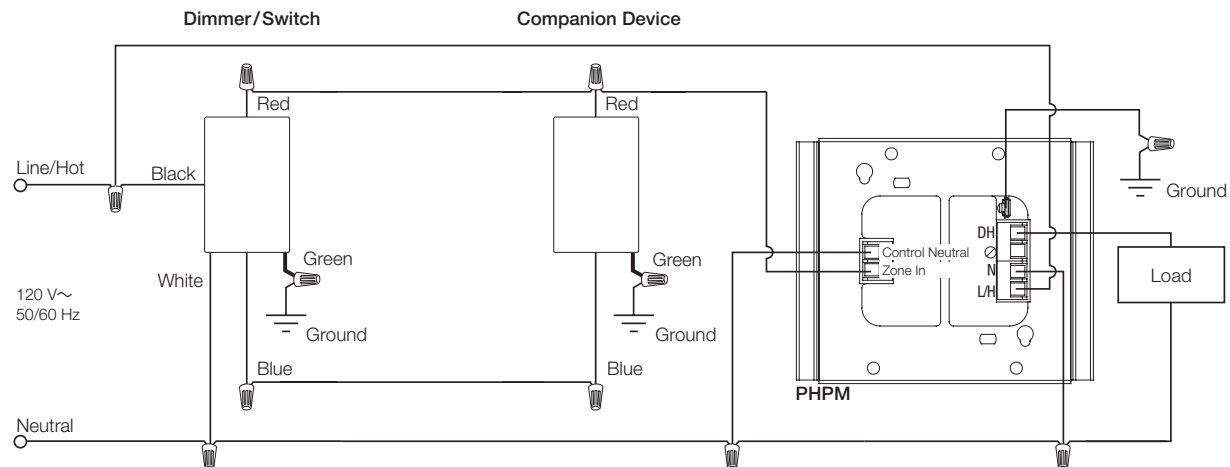 Dimmer/Switch
Companion Device
Red
Red
Line/Hot
Black
Ground
DH
Control Neutral
Green
Green
Zone In
N
Load
White
L/H
120 V~
50/60 Hz
Ground
Ground
Blue
Blue
PHPM
Neutral